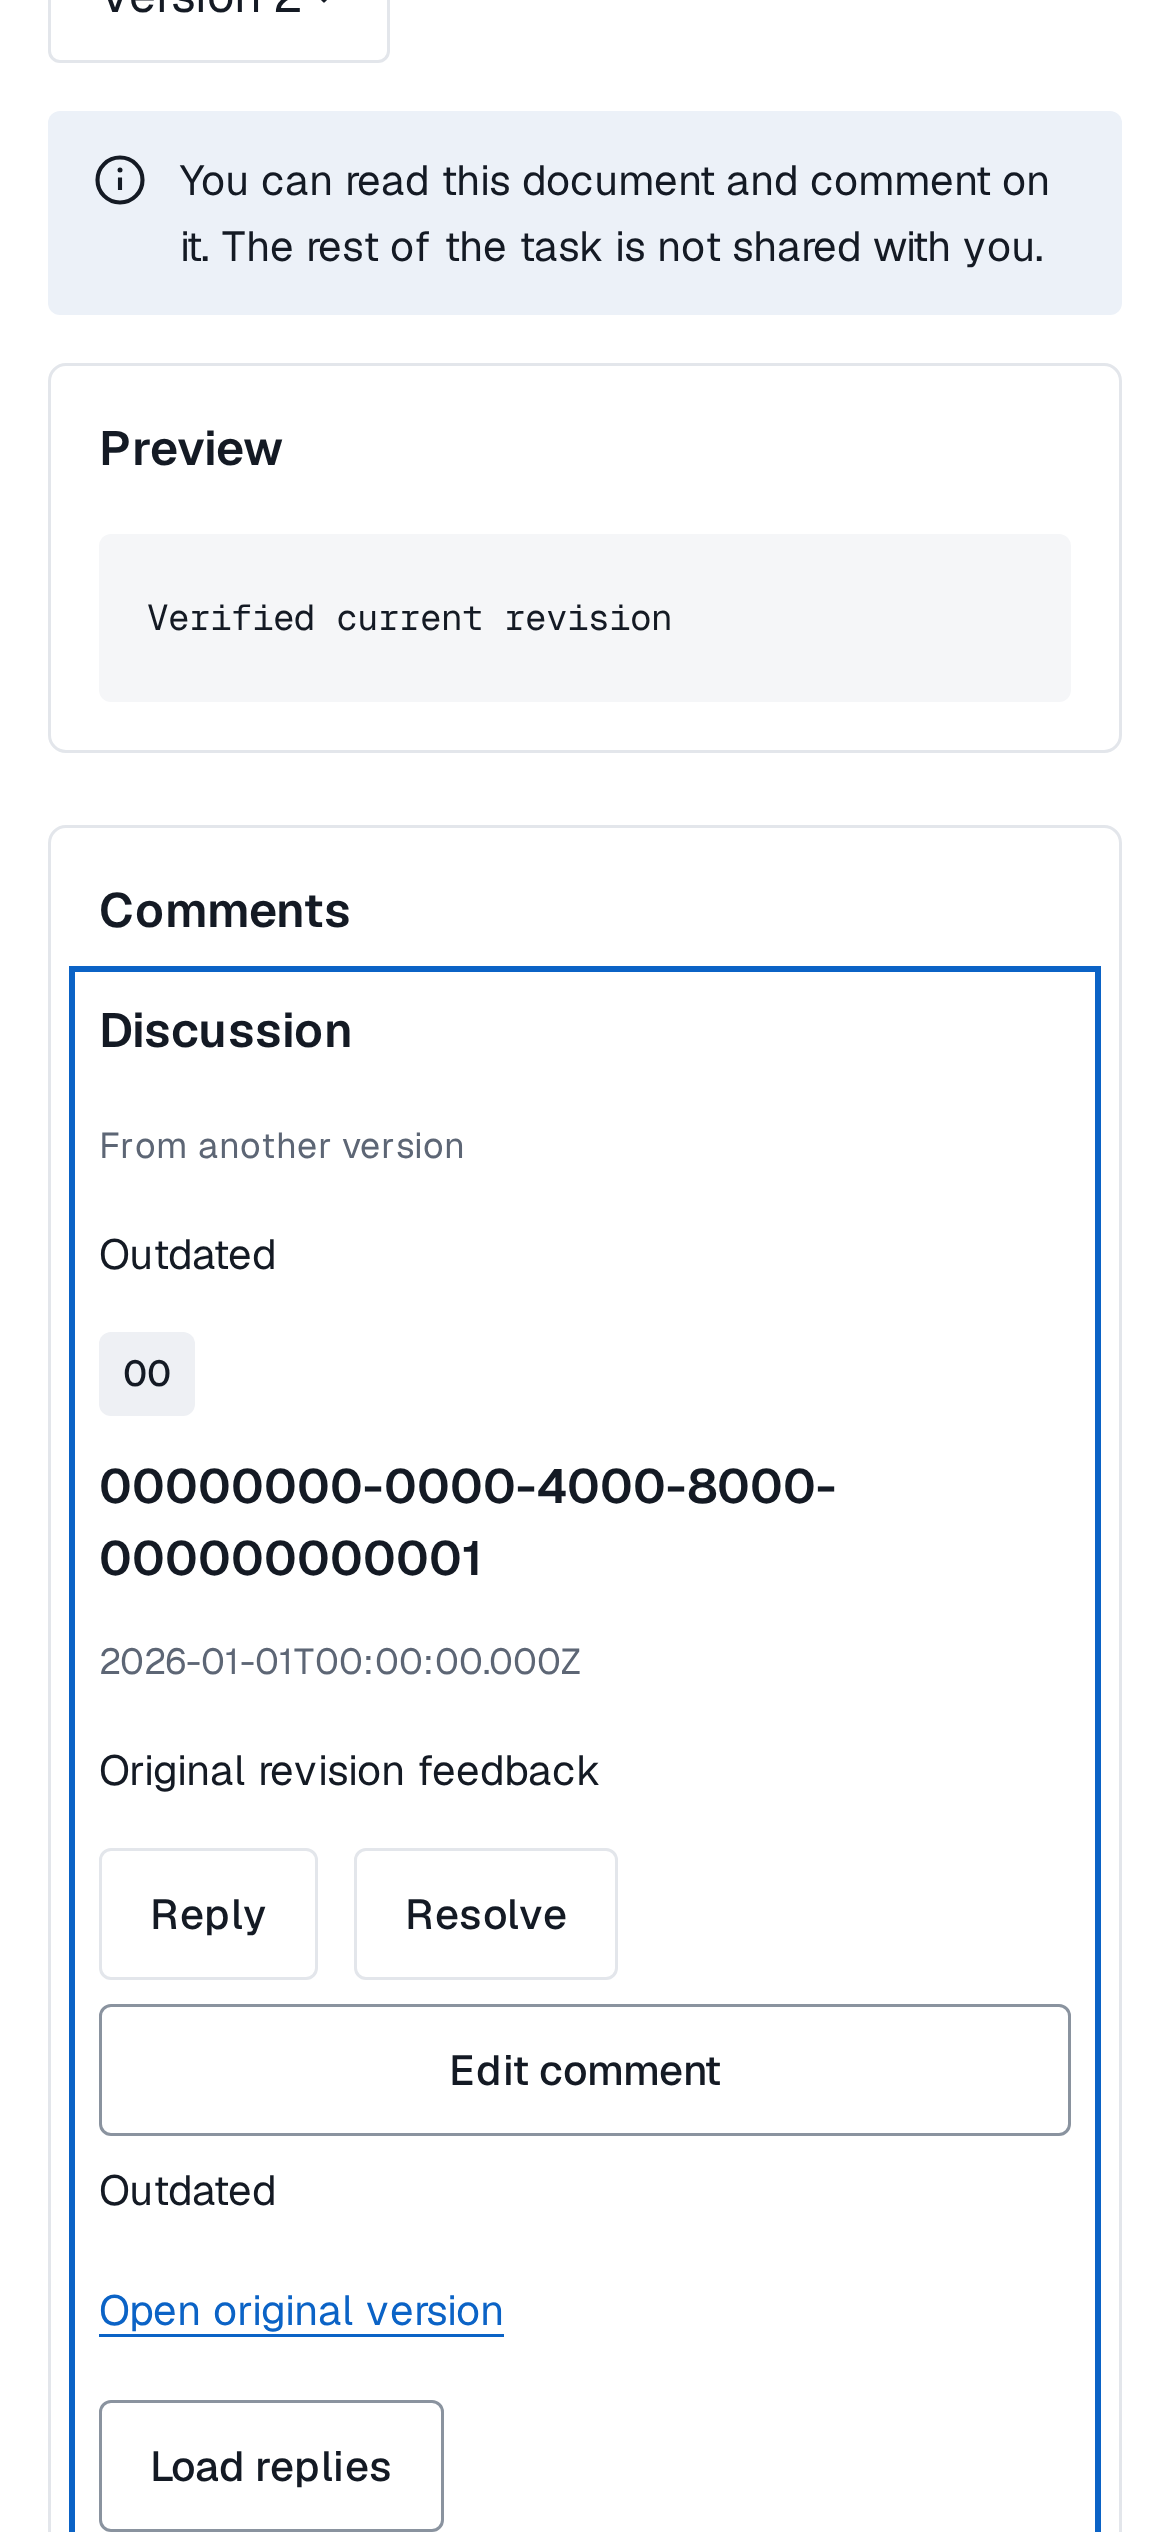 Version 2
You can read this document and comment on
it. The rest of the task is not shared with you.
Preview
Verified current revision
Comments
Discussion
From another version
Outdated
00
00000000-0000-4000-8000-
000000000001
2026-01-01T00:00:00.000Z
Original revision feedback
Reply
Resolve
Edit comment
Outdated
Open original version
Load replies